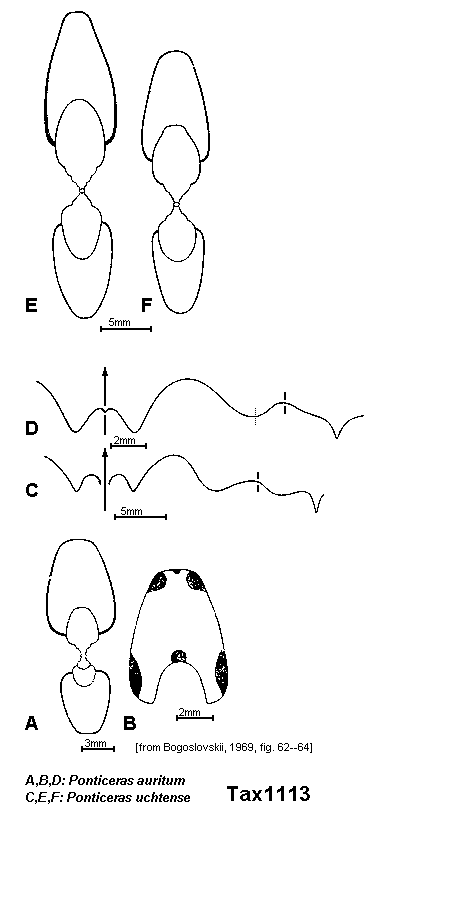 E
F
5mm
D
2mm
C
5mm
A
B
2mm
3mm
[from Bogoslovskii, 1969, fig. 62--64]
A,B,D: Ponticeras auritum
C,E,F: Ponticeras uchtense
Tax1113